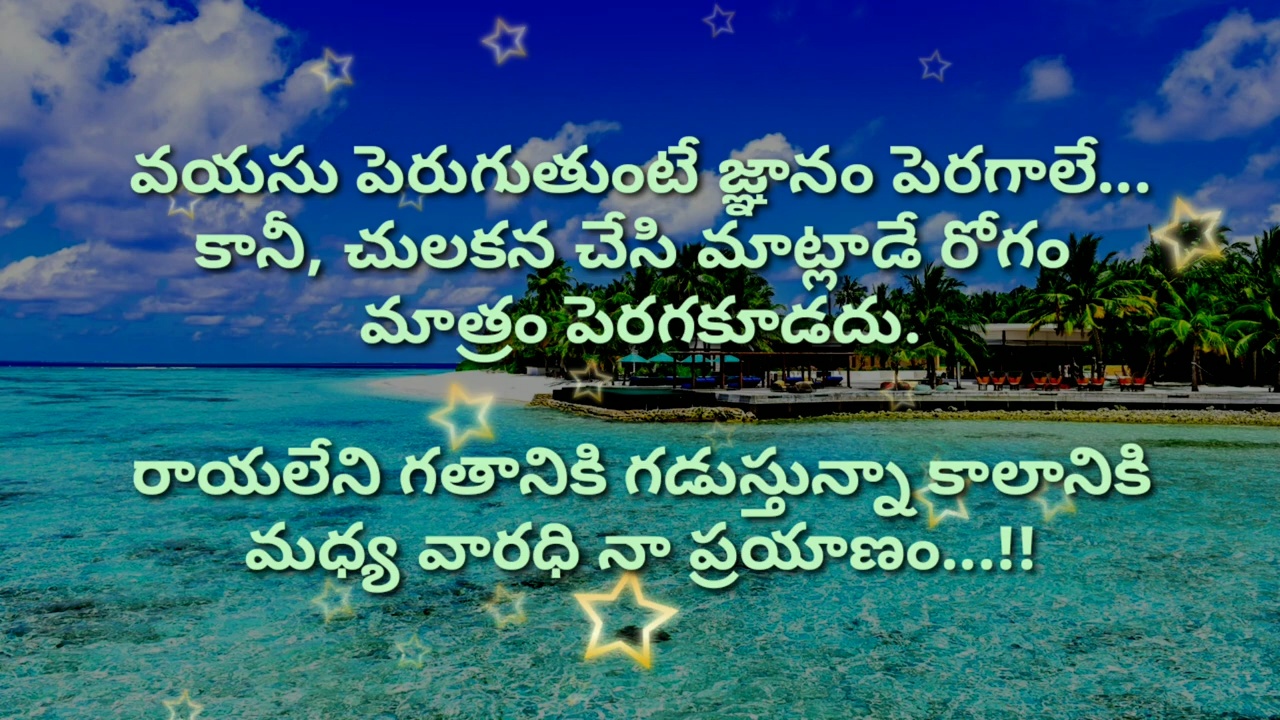 వయసు పెరుగుతుంటే జ్ఞానం పెరగాలే...
కానీ, చులకన చేసి మాట్లాడే రోగం
మాత్రం పెరగకూడదు.
రాయలేని గతానికి గడుస్తున్నా కాలానికి
మధ్య వారధి నా ప్రయాణం...!!